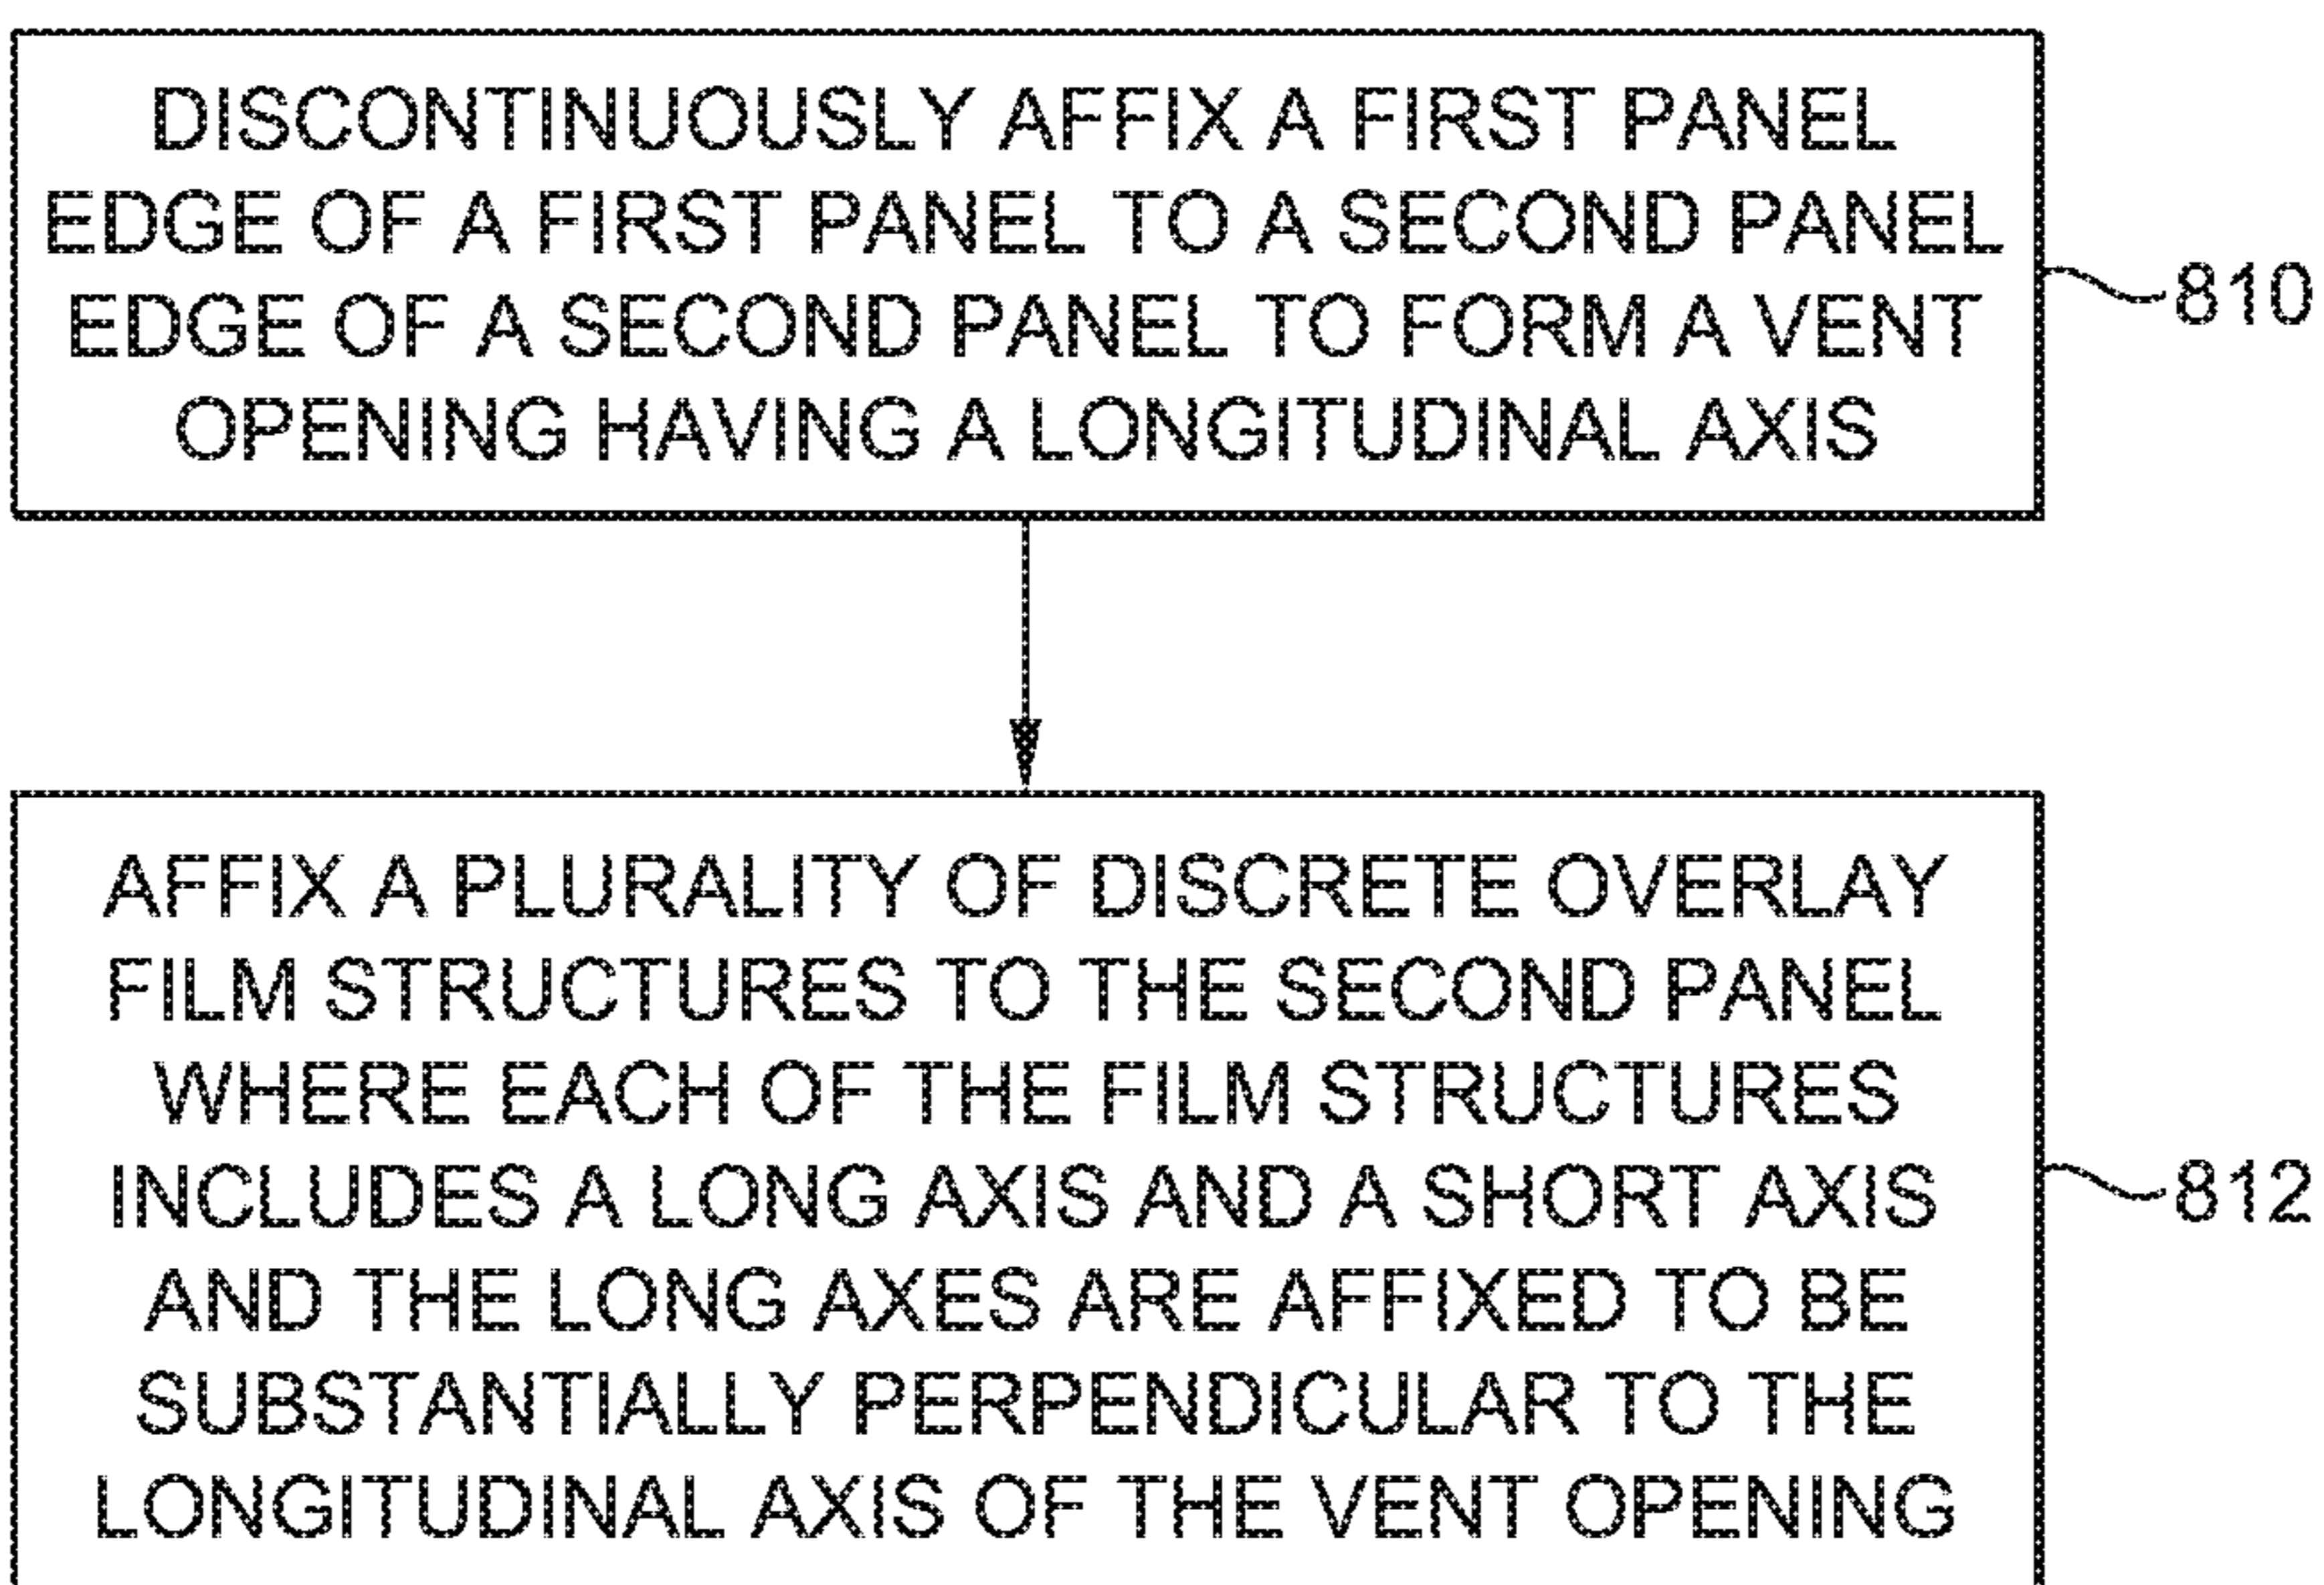 DISCONTINUOUSLY AFFIX A FIRST PANEL
EDGE OF A FIRST PANEL TO A SECOND PANEL
EDGE OF A SECOND PANEL TO FORM A VENT
OPENING HAVING A LONGITUDINAL AXIS
810
AFFIX A PLURALITY OF DISCRETE OVERLAY
FILM STRUCTURES TO THE SECOND PANEL
WHERE EACH OF THE FILM STRUCTURES
INCLUDES A LONG AXIS AND A SHORT AXIS
AND THE LONG AXES ARE AFFIXED TO BE
SUBSTANTIALLY PERPENDICULAR TO THE
LONGITUDINAL AXIS OF THE VENT OPENING
812